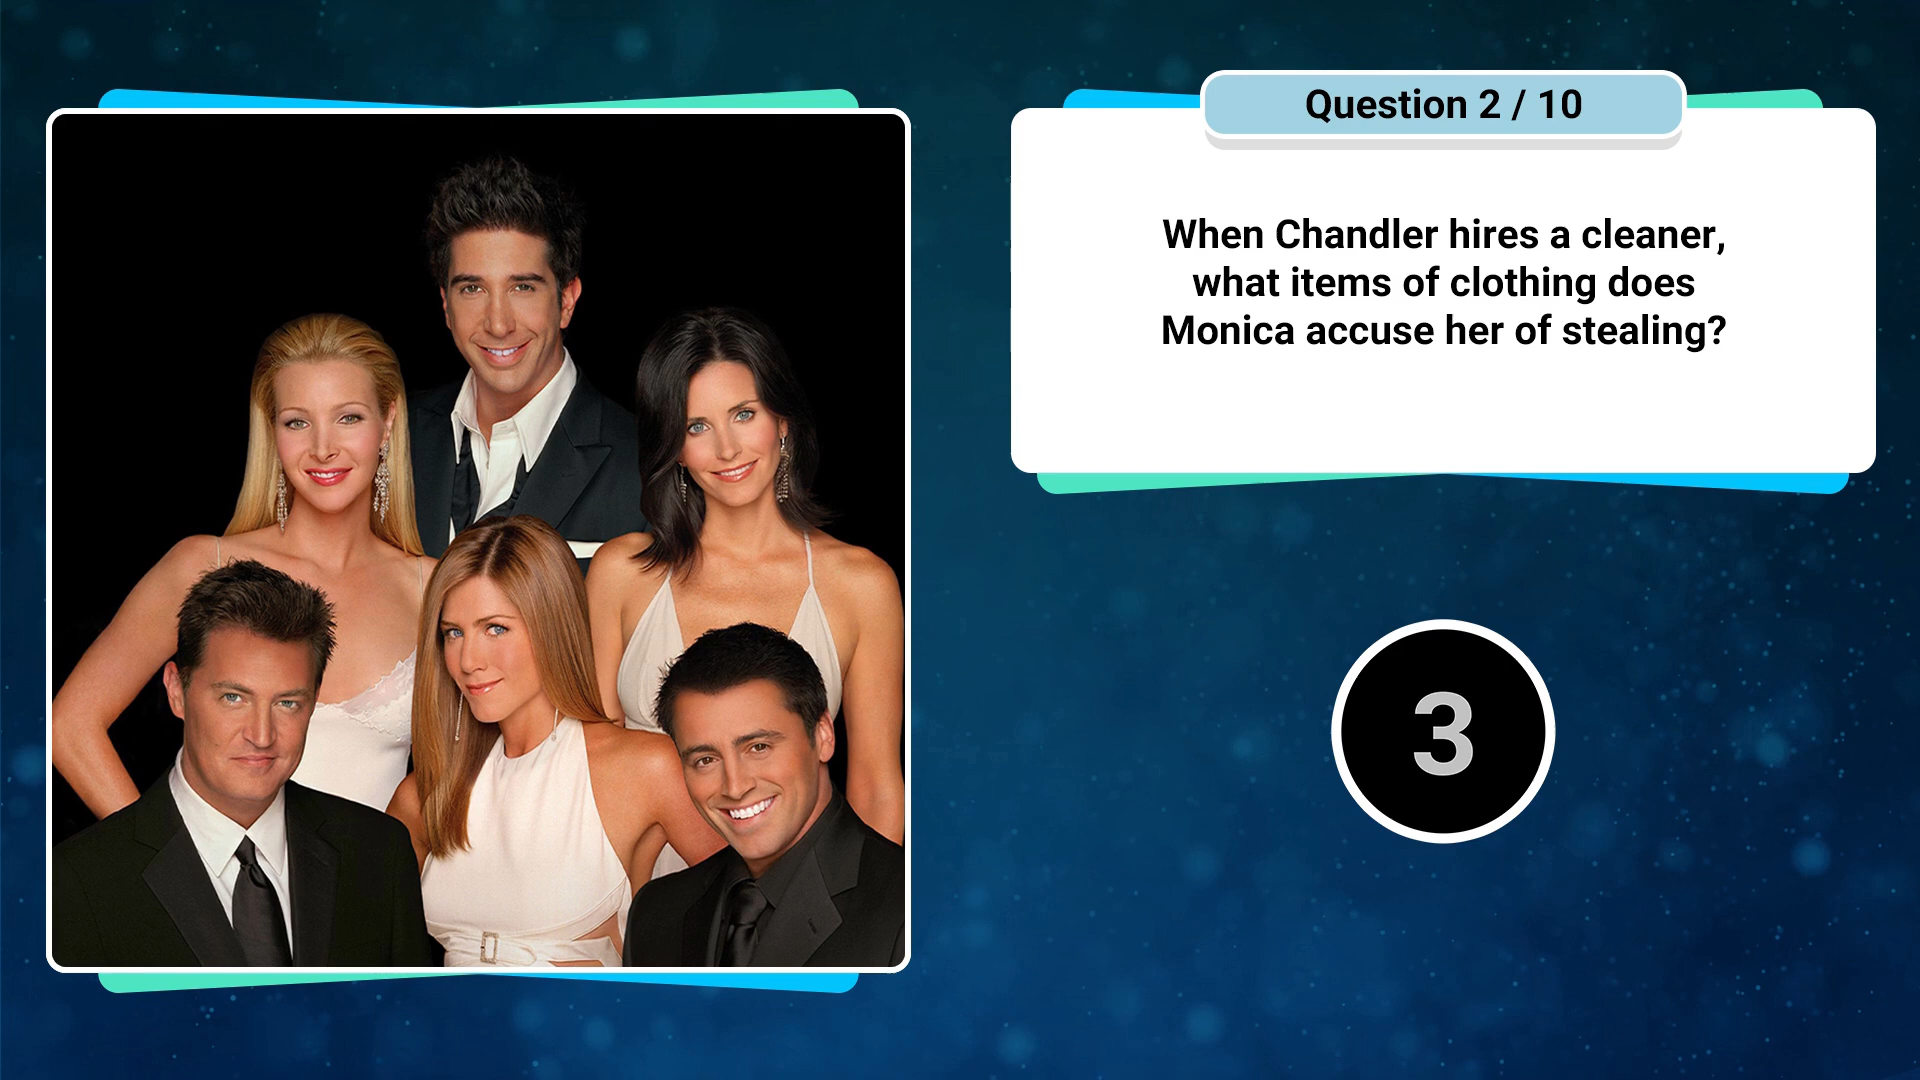 Question 2 / 10
When Chandler hires a cleaner,
what items of clothing does
Monica accuse her of stealing?
3